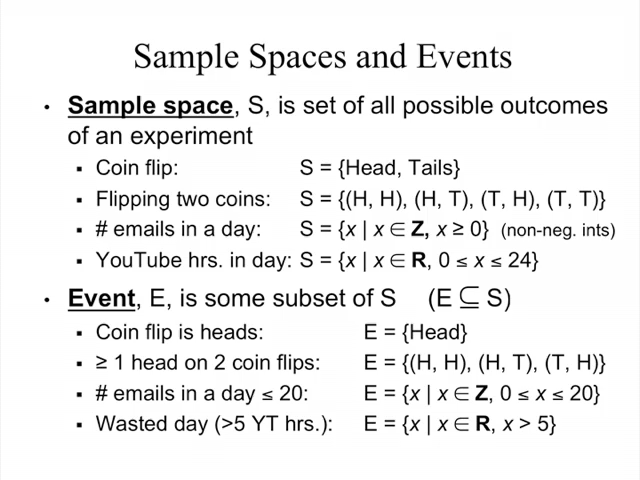 Sample Spaces and Events
• Sample space, S, is set of all possible outcomes
of an experiment
▪ Coin flip: S = {Head, Tails}
▪ Flipping two coins: S = {(H, H), (H, T), (T, H), (T, T)}
▪ # emails in a day: S = {x | x ∈ Z, x ≥ 0} (non-neg. ints)
▪ YouTube hrs. in day: S = {x | x ∈ R, 0 ≤ x ≤ 24}
• Event, E, is some subset of S (E ⊆ S)
▪ Coin flip is heads: E = {Head}
▪ ≥ 1 head on 2 coin flips: E = {(H, H), (H, T), (T, H)}
▪ # emails in a day ≤ 20: E = {x | x ∈ Z, 0 ≤ x ≤ 20}
▪ Wasted day (>5 YT hrs.): E = {x | x ∈ R, x > 5}